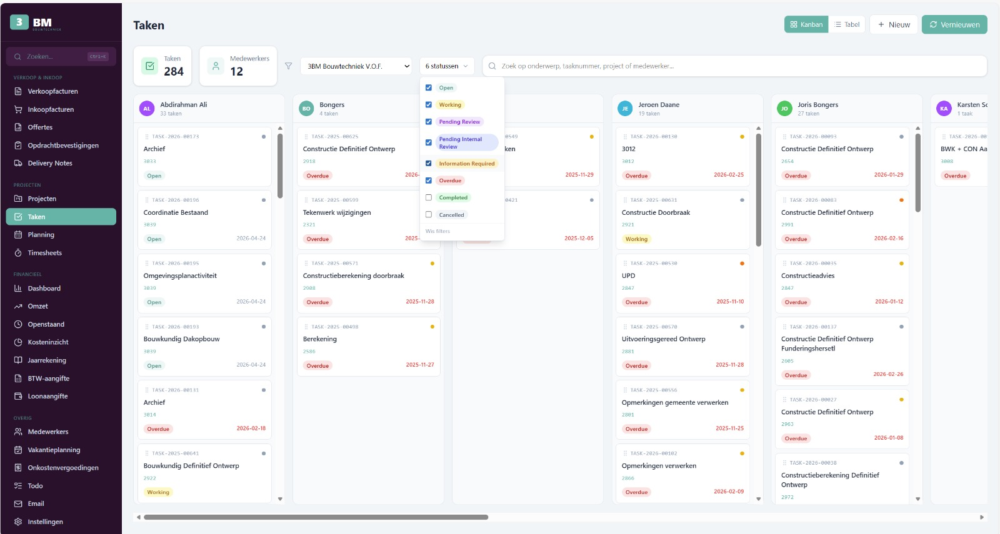 3 BM
BOUWTECHNIEK
Zoeken... Ctrl+K
VERKOOP & INKOOP
Verkoopfacturen
Inkoopfacturen
Offertes
Opdrachtbevestigingen
Delivery Notes
PROJECTEN
Projecten
Taken
Planning
Timesheets
FINANCIEEL
Dashboard
Omzet
Openstaand
Kosteninzicht
Jaarrekening
BTW-aangifte
Loonaangifte
OVERIG
Medewerkers
Vakantieplanning
Onkostenvergoedingen
Todo
Email
Instellingen
Taken
Kanban Tabel + Nieuw Vernieuwen
Taken
284
Medewerkers
12
3BM Bouwtechniek V.O.F.
6 statussen
Zoek op onderwerp, taaknummer, project of medewerker...
Open
Working
Pending Review
Pending Internal
Review
Information Required
Overdue
Completed
Cancelled
Wis filters
AL Abdirahman Ali
33 taken
TASK-2026-00173
Archief
3033
Open
TASK-2026-00196
Coordinatie Bestaand
3039
Open 2026-04-24
TASK-2026-00195
Omgevingsplanactiviteit
3039
Open 2026-04-24
TASK-2026-00193
Bouwkundig Dakopbouw
3039
Open 2026-04-24
TASK-2026-00131
Archief
3014
Overdue 2026-02-18
TASK-2025-00641
Bouwkundig Definitief Ontwerp
2922
Working
BO Bongers
4 taken
TASK-2025-00625
Constructie Definitief Ontwerp
2918
Overdue 2026-
TASK-2025-00599
Tekenwerk wijzigingen
2321
Overdue 2025-
TASK-2025-00571
Constructieberekening doorbraak
2908
Overdue 2025-11-28
TASK-2025-00498
Berekening
2586
Overdue 2025-11-27
0549
ken
2025-11-29
0421
2025-12-05
JE Jeroen Daane
19 taken
TASK-2026-00130
3012
3012
Overdue 2026-02-25
TASK-2025-00631
Constructie Doorbraak
2921
Working
TASK-2025-00530
UPD
2847
Overdue 2025-11-10
TASK-2025-00570
Uitvoeringsgereed Ontwerp
2881
Overdue 2025-11-28
TASK-2025-00556
Opmerkingen gemeente verwerken
2801
Overdue 2025-11-25
TASK-2026-00102
Opmerkingen verwerken
2866
Overdue 2026-02-09
JO Joris Bongers
27 taken
TASK-2026-00093
Constructie Definitief Ontwerp
2654
Overdue 2026-01-29
TASK-2026-00083
Constructie Definitief Ontwerp
2991
Overdue 2026-02-16
TASK-2026-00035
Constructieadvies
2847
Overdue 2026-01-12
TASK-2026-00137
Constructie Definitief Ontwerp
Funderingshersetl
2605
Overdue 2026-02-26
TASK-2026-00027
Constructie Definitief Ontwerp
2963
Overdue 2026-01-08
TASK-2026-00038
Constructieberekening Definitief
Ontwerp
2972
KA Karsten Sc
1 taak
TASK-2026-00
BWK + CON Aa
3008
Overdue